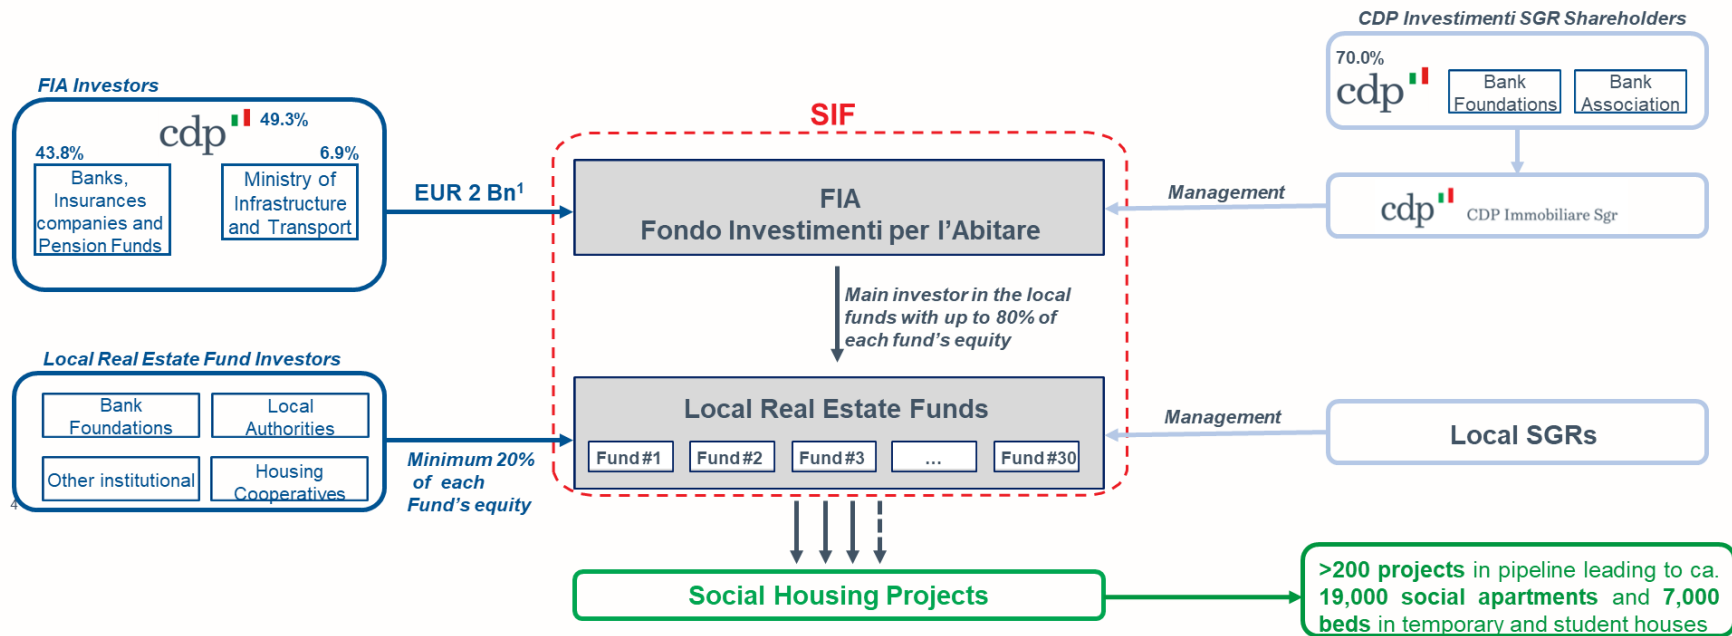 CDP Investimenti SGR Shareholders
70.0%
cdp
Bank
Foundations
Bank
Association
FIA Investors
cdp
49.3%
43.8%
Banks,
Insurances
companies and
Pension Funds
6.9%
Ministry of
Infrastructure
and Transport
EUR 2 Bn¹
SIF
FIA
Fondo Investimenti per l'Abitare
Management
cdp CDP Immobiliare Sgr
Main investor in the local
funds with up to 80% of
each fund's equity
Local Real Estate Fund Investors
Bank
Foundations
Local
Authorities
Other institutional
Housing
Cooperatives
4
Minimum 20%
of each
Fund's equity
Local Real Estate Funds
Fund#1
Fund#2
Fund#3
...
Fund#30
Management
Local SGRs
Social Housing Projects
>200 projects in pipeline leading to ca.
19,000 social apartments and 7,000
beds in temporary and student houses